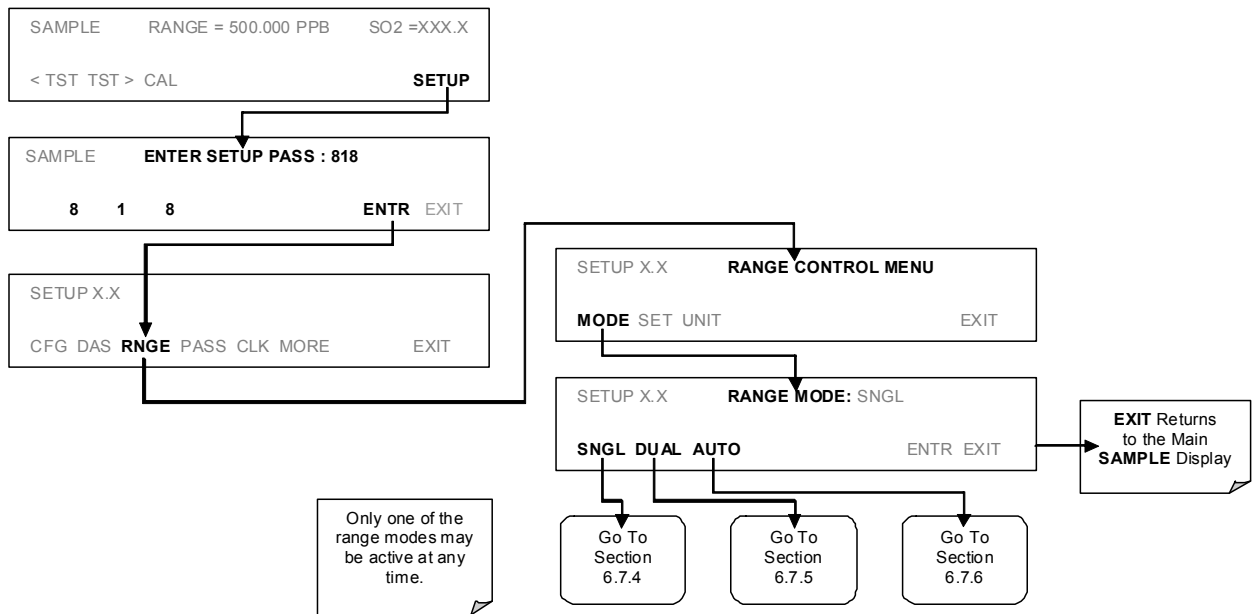 SAMPLE RANGE = 500.000 PPB SO2 =XXX.X
< TST TST > CAL SETUP
SAMPLE ENTER SETUP PASS : 818
8 1 8 ENTR EXIT
SETUP X.X
CFG DAS RNGE PASS CLK MORE EXIT
SETUP X.X RANGE CONTROL MENU
MODE SET UNIT EXIT
SETUP X.X RANGE MODE: SNGL
SNGL DUAL AUTO ENTR EXIT
EXIT Returns
to the Main
SAMPLE Display
Only one of the
range modes may
be active at any
time.
Go To
Section
6.7.4
Go To
Section
6.7.5
Go To
Section
6.7.6